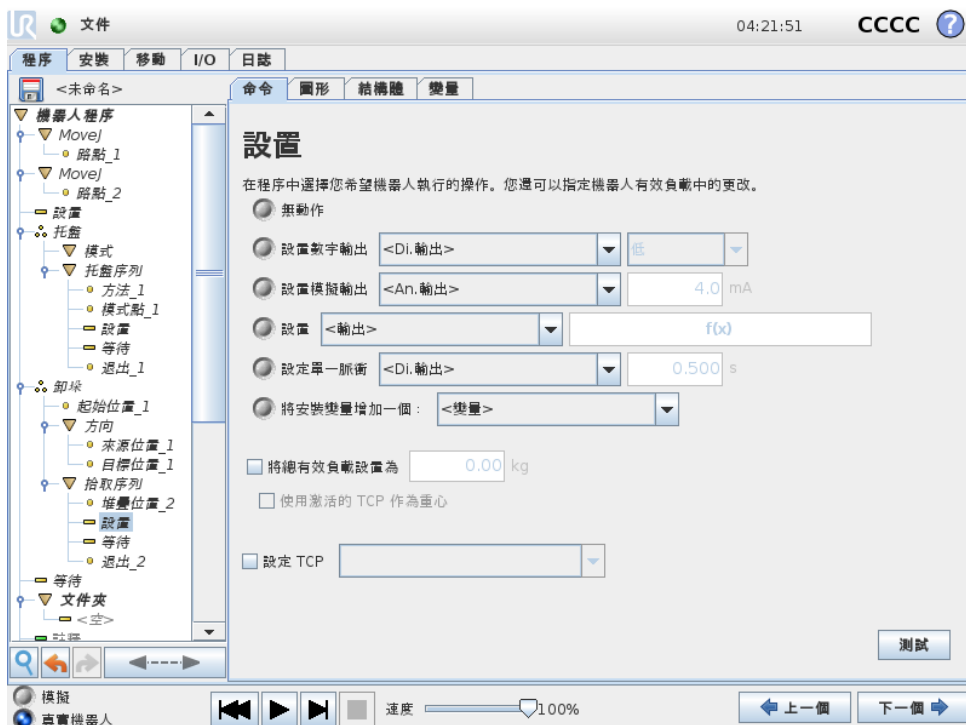 UR 文件 04:21:51 CCCC ?
程序 安裝 移動 I/O 日誌
<未命名>
命令 圖形 結構體 變量
機器人程序
MoveJ
路點_1
MoveJ
路點_2
設置
托盤
模式
托盤序列
方法_1
模式點_1
設置
等待
退出_1
卸垛
起始位置_1
方向
來源位置_1
目標位置_1
拾取序列
堆疊位置_2
設置
等待
退出_2
等待
文件夾
<空>
註釋
設置
在程序中選擇您希望機器人執行的操作。您還可以指定機器人有效負載中的更改。
無動作
設置數字輸出 <Di.輸出> 低
設置模擬輸出 <An.輸出> 4.0 mA
設置 <輸出> f(x)
設定單一脈衝 <Di.輸出> 0.500 s
將安裝變量增加一個： <變量>
將總有效負載設置為 0.00 kg
使用激活的 TCP 作為重心
設定 TCP
測試
模擬
真實機器人
速度 100%
上一個 下一個